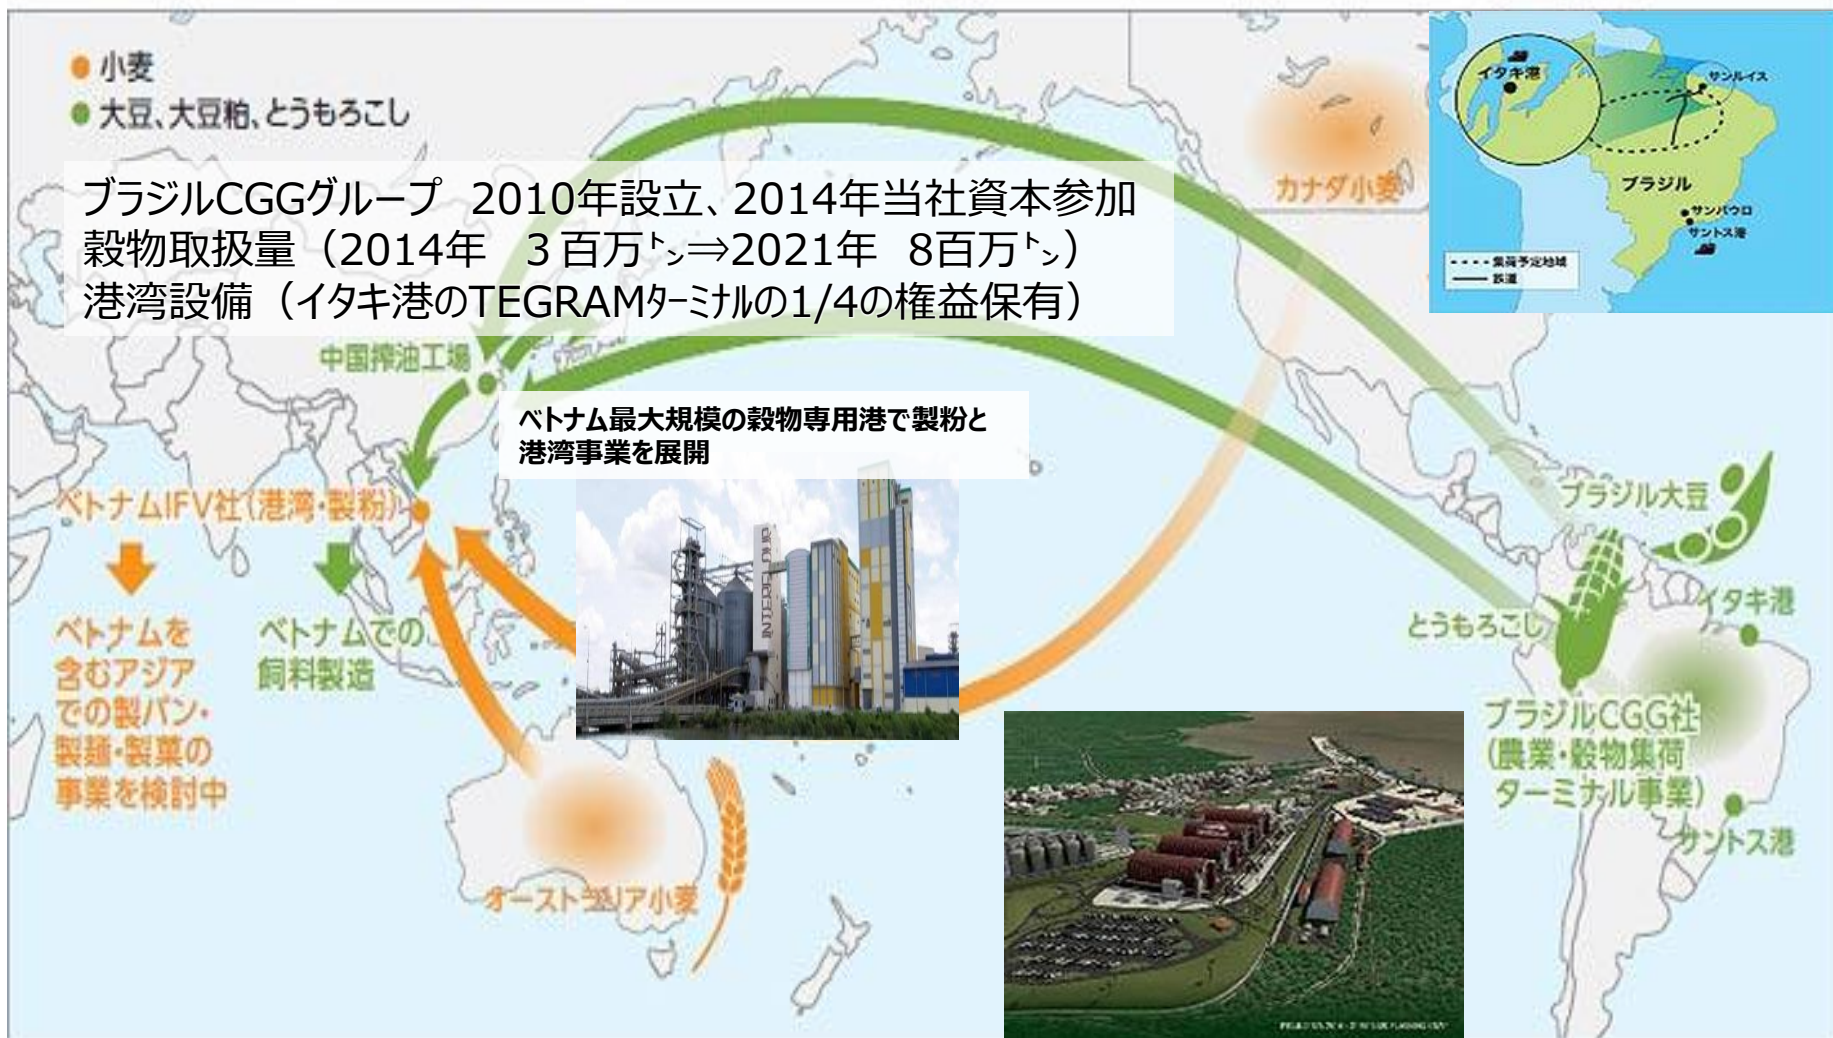 小麦
大豆、大豆粕、とうもろこし
ブラジルCGGグループ 2010年設立、2014年当社資本参加
穀物取扱量（2014年 ３百万㌧⇒2021年 8百万㌧）
港湾設備（イタキ港のTEGRAMﾀｰﾐﾅﾙの1/4の権益保有）
カナダ小麦
イタキ港
サンルイス
ブラジル
サンパウロ
サントス港
集荷予定地域
鉄道
中国搾油工場
ベトナム最大規模の穀物専用港で製粉と
港湾事業を展開
ベトナムIFV社(港湾・製粉)
ベトナムを
含むアジア
での製パン・
製麺・製菓の
事業を検討中
ベトナムでの
飼料製造
オーストラリア小麦
ブラジル大豆
とうもろこし
イタキ港
ブラジルCGG社
(農業・穀物集荷
ターミナル事業)
サントス港